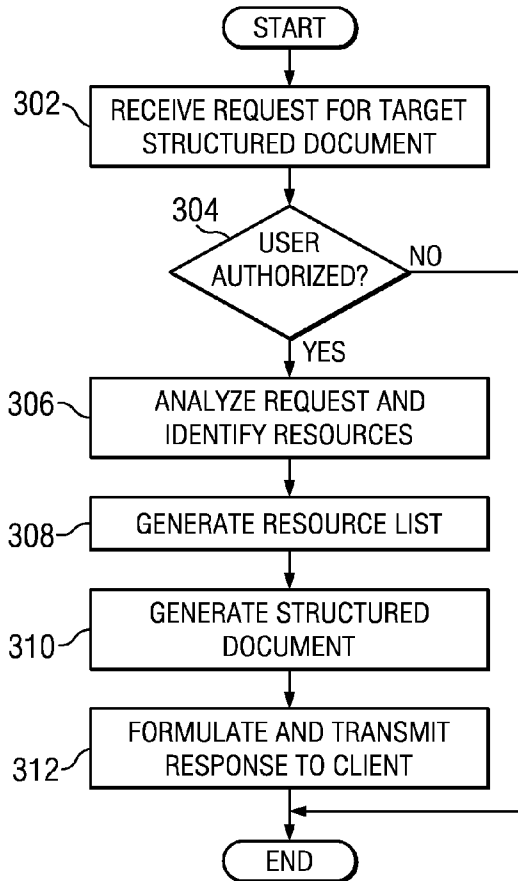 START
302
RECEIVE REQUEST FOR TARGET
STRUCTURED DOCUMENT
304
USER
AUTHORIZED?
NO
YES
306
ANALYZE REQUEST AND
IDENTIFY RESOURCES
308
GENERATE RESOURCE LIST
310
GENERATE STRUCTURED
DOCUMENT
312
FORMULATE AND TRANSMIT
RESPONSE TO CLIENT
END